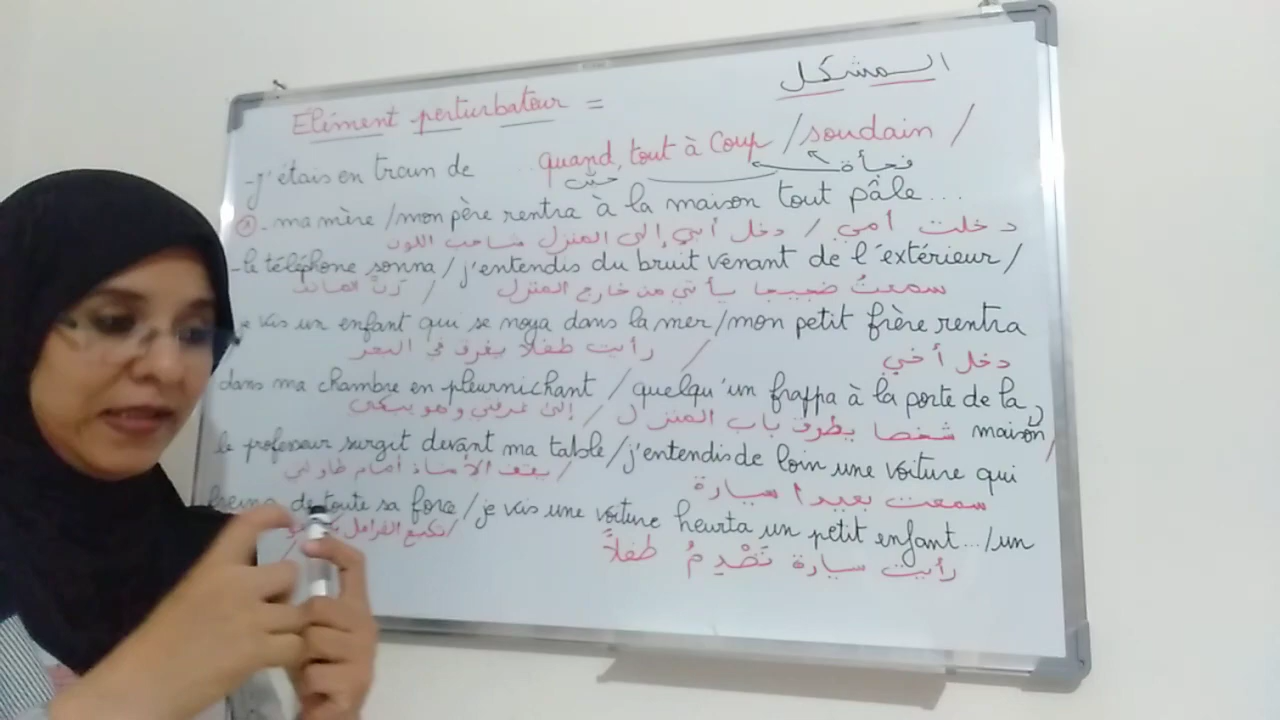 المشكل
Elément perturbateur =
-J'étais en train de quand, tout à coup / soudain /
حين فجأة
- ma mère / mon père rentra à la maison tout pâle...
دخلت أمي / دخل أبي إلى المنزل شاحب اللون
- le téléphone sonna / j'entendis du bruit venant de l'extérieur /
رنّ الهاتف / سمعتُ ضجيجا يأتي من خارج المنزل
je vis un enfant qui se noya dans la mer / mon petit frère rentra
رأيت طفلا يغرق في البحر / دخل أخي
dans ma chambre en pleurnichant / quelqu'un frappa à la porte de la maison
إلى غرفتي وهو يبكي / شخصا يطرق باب المنزل
le professeur surgit devant ma table / j'entendis de loin une voiture qui
يقف الأستاذ أمام طاولتي / سمعت بعيدا سيارة
freina de toute sa force / je vis une voiture heurta un petit enfant... / un
تكبح الفرامل / رأيت سيارة تَصْدِمُ طفلاً